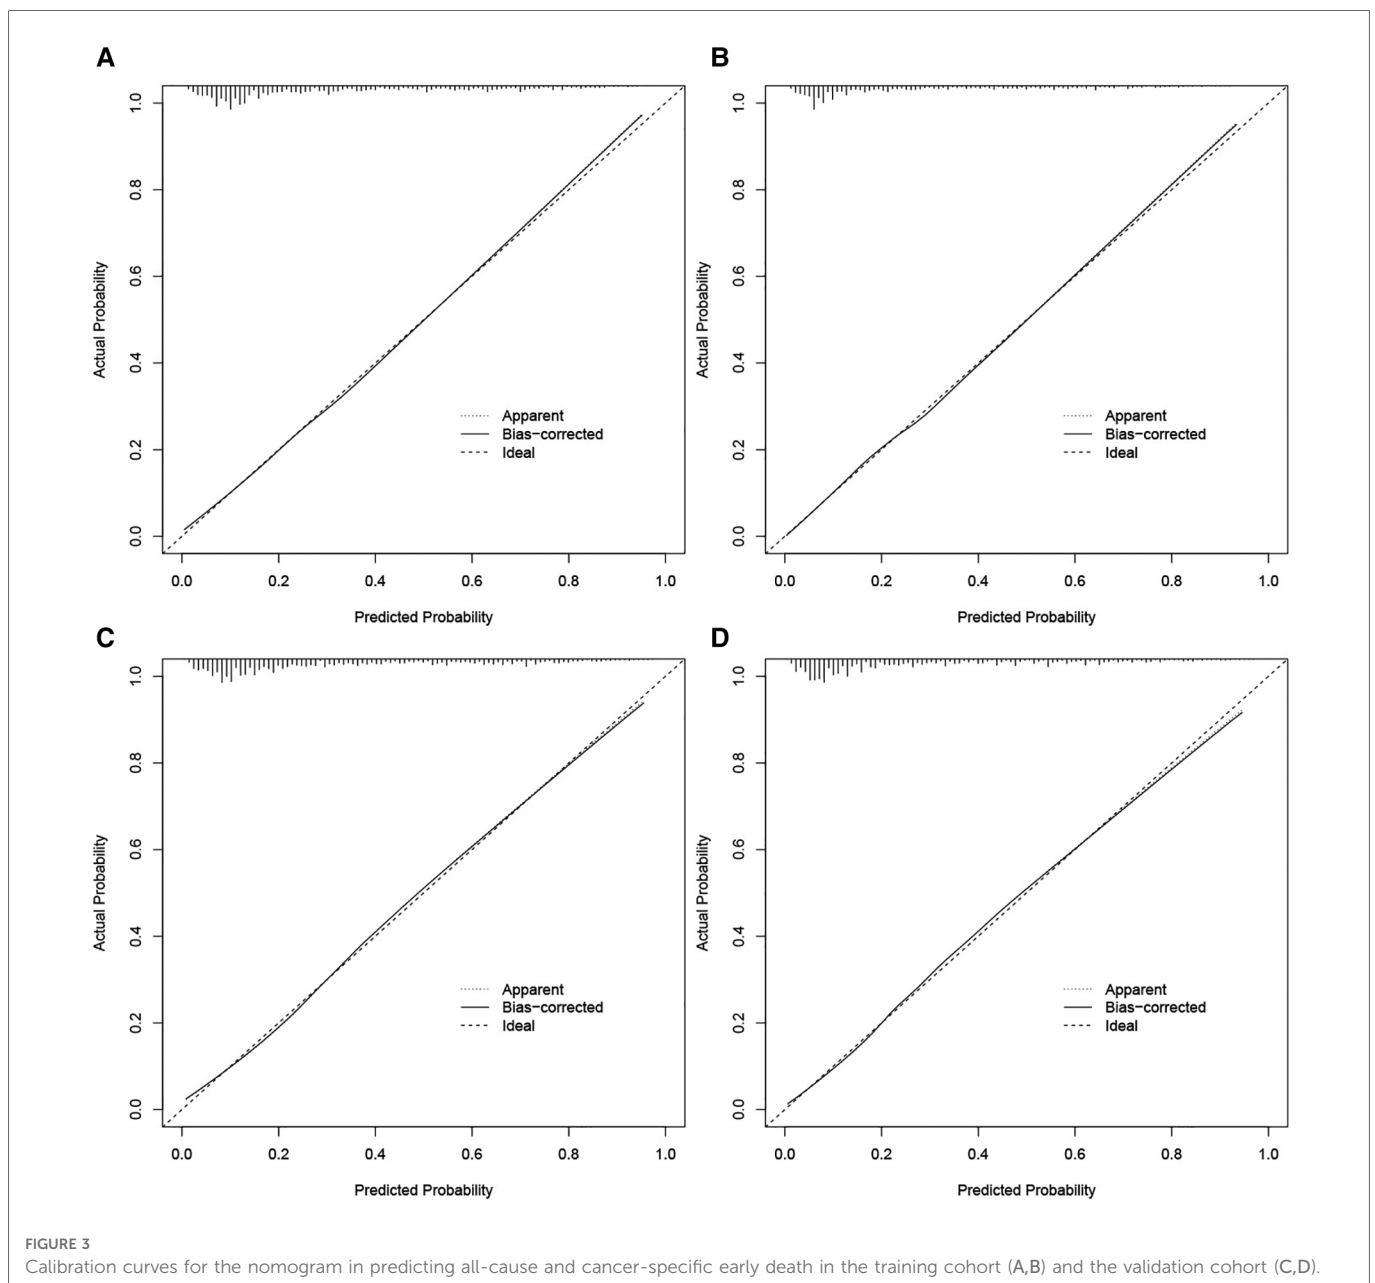 A
B
1.0
0.8
0.6
0.4
0.2
0.0
Actual Probability
Apparent
Bias-corrected
Ideal
0.0 0.2 0.4 0.6 0.8 1.0
Predicted Probability
1.0
0.8
0.6
0.4
0.2
0.0
Actual Probability
Apparent
Bias-corrected
Ideal
0.0 0.2 0.4 0.6 0.8 1.0
Predicted Probability
C
D
1.0
0.8
0.6
0.4
0.2
0.0
Actual Probability
Apparent
Bias-corrected
Ideal
0.0 0.2 0.4 0.6 0.8 1.0
Predicted Probability
1.0
0.8
0.6
0.4
0.2
0.0
Actual Probability
Apparent
Bias-corrected
Ideal
0.0 0.2 0.4 0.6 0.8 1.0
Predicted Probability
FIGURE 3
Calibration curves for the nomogram in predicting all-cause and cancer-specific early death in the training cohort (A,B) and the validation cohort (C,D).